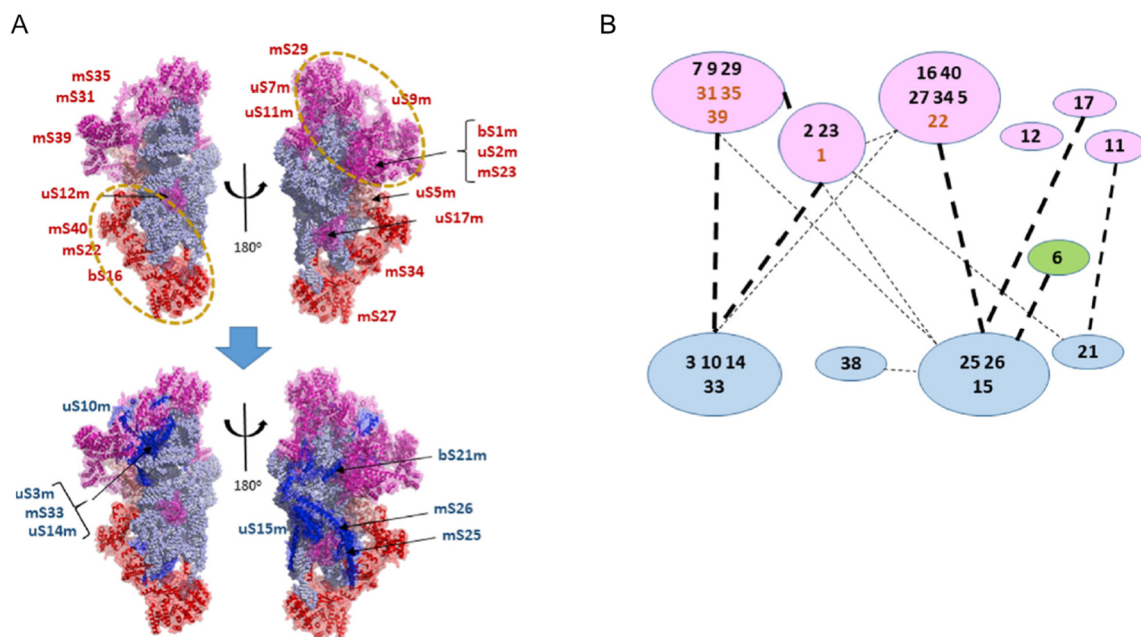 A
mS29
mS35
mS31
uS7m
uS11m
uS9m
mS39
bS1m
uS2m
mS23
uS12m
uS5m
uS17m
mS40
mS22
bS16
180º
mS34
mS27
uS10m
180º
bS21m
uS3m
mS33
uS14m
uS15m
mS26
mS25
B
7 9 29
31 35
39
2 23
1
16 40
27 34 5
22
12
17
11
6
3 10 14
33
38
25 26
15
21